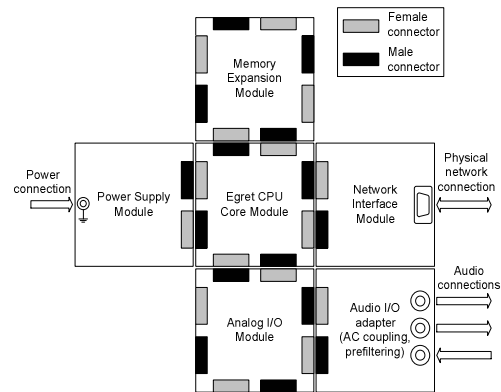 Female
connector
Male
connector
Memory
Expansion
Module
Power
connection
Power Supply
Module
Egret CPU
Core Module
Network
Interface
Module
Physical
network
connection
Analog I/O
Module
Audio I/O
adapter
(AC coupling,
prefiltering)
Audio
connections